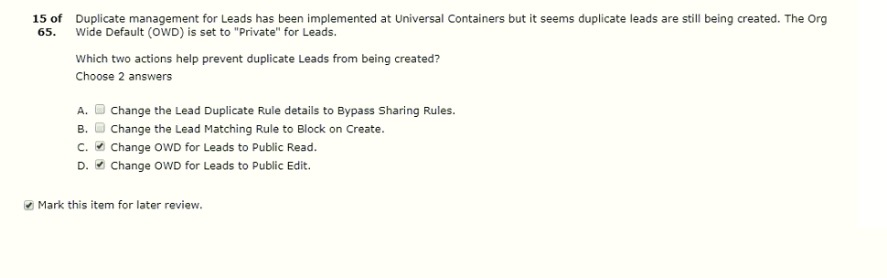 15 of Duplicate management for Leads has been implemented at Universal Containers but it seems duplicate leads are still being created. The Org
65. Wide Default (OWD) is set to "Private" for Leads.
Which two actions help prevent duplicate Leads from being created?
Choose 2 answers
A. Change the Lead Duplicate Rule details to Bypass Sharing Rules.
B. Change the Lead Matching Rule to Block on Create.
C. Change OWD for Leads to Public Read.
D. Change OWD for Leads to Public Edit.
Mark this item for later review.